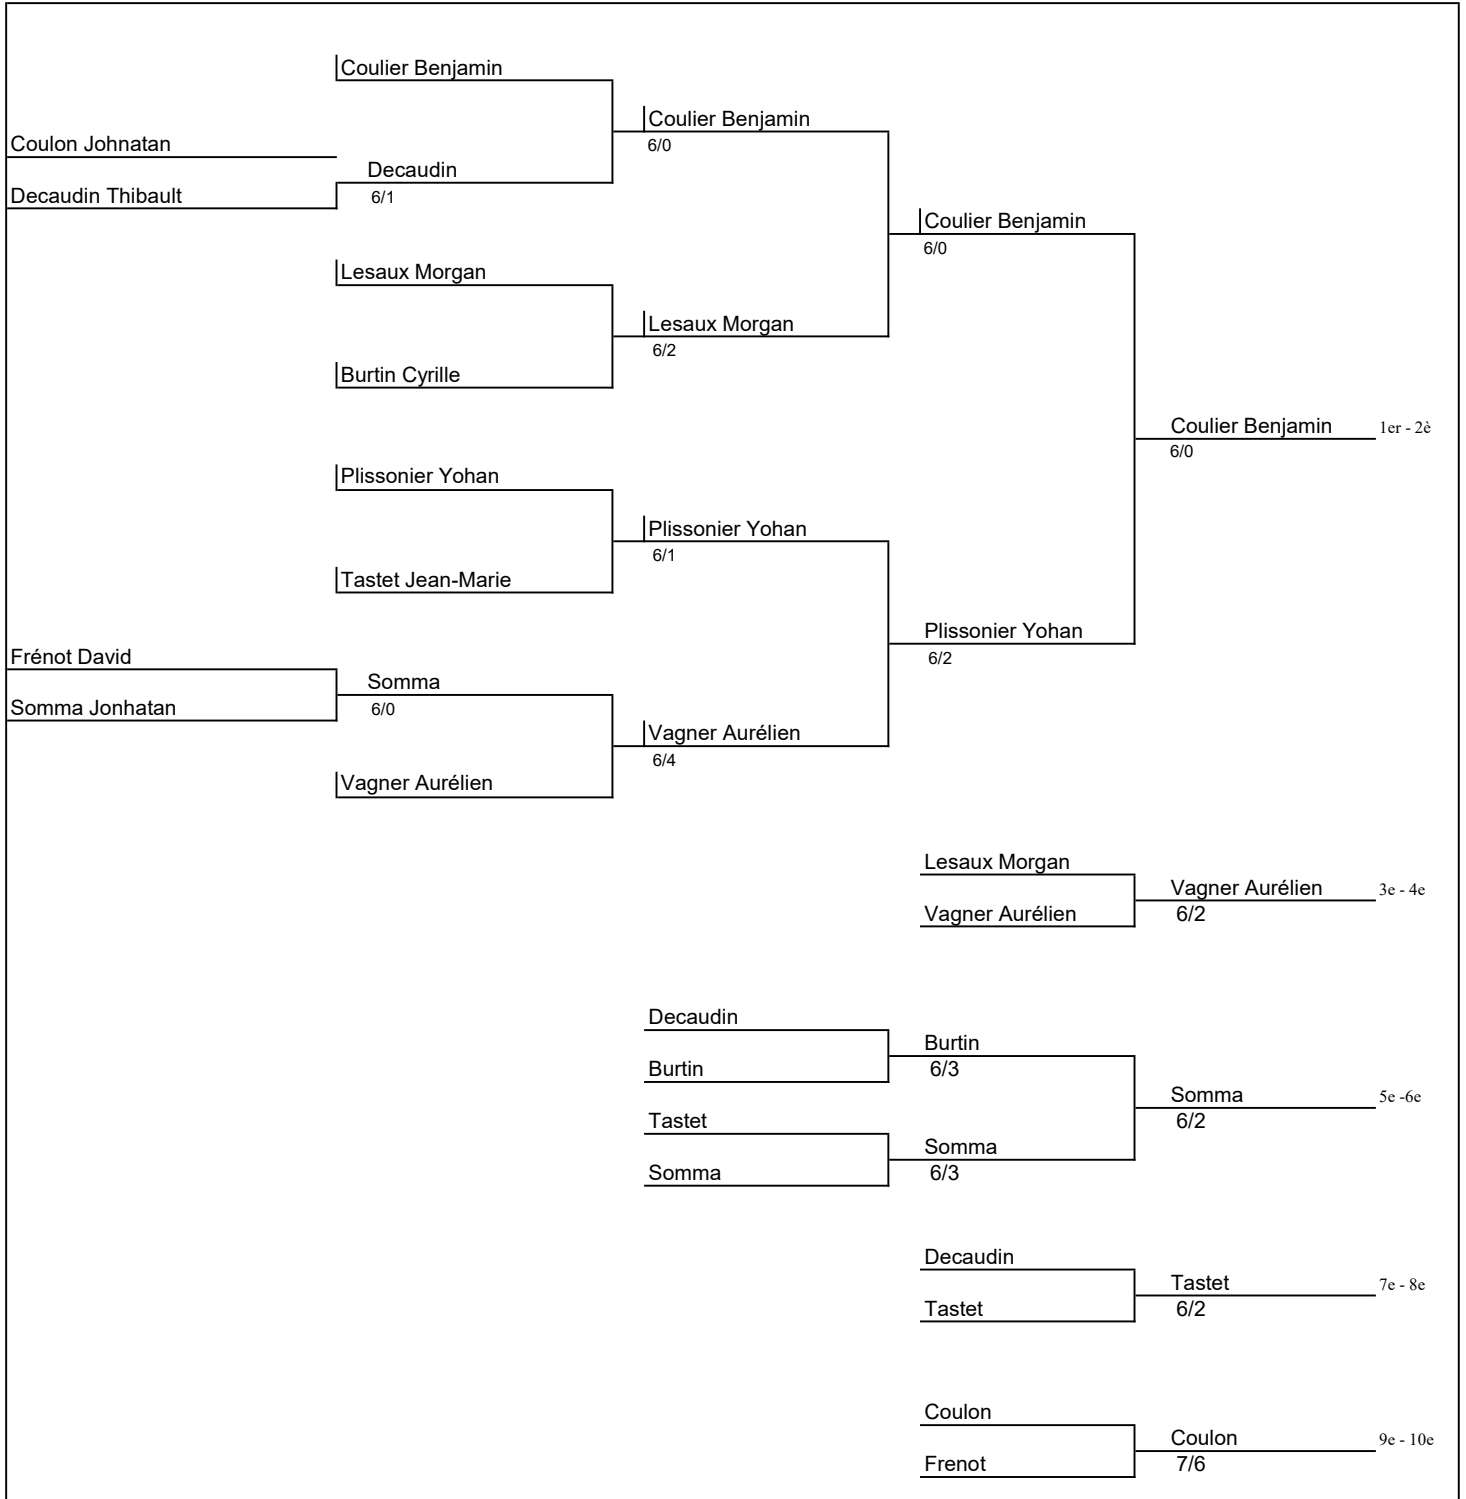 Coulier Benjamin
Coulier Benjamin
6/0
Coulon Johnatan
Decaudin
6/1
Decaudin Thibault
Coulier Benjamin
6/0
Lesaux Morgan
Lesaux Morgan
6/2
Burtin Cyrille
Coulier Benjamin 1er - 2è
6/0
Plissonier Yohan
Plissonier Yohan
6/1
Tastet Jean-Marie
Plissonier Yohan
6/2
Frénot David
Somma
6/0
Somma Jonhatan
Vagner Aurélien
6/4
Vagner Aurélien
Lesaux Morgan
Vagner Aurélien 3e - 4e
6/2
Vagner Aurélien
Decaudin
Burtin
6/3
Burtin
Somma 5e -6e
6/2
Tastet
Somma
6/3
Somma
Decaudin
Tastet 7e - 8e
6/2
Tastet
Coulon
Coulon 9e - 10e
7/6
Frenot